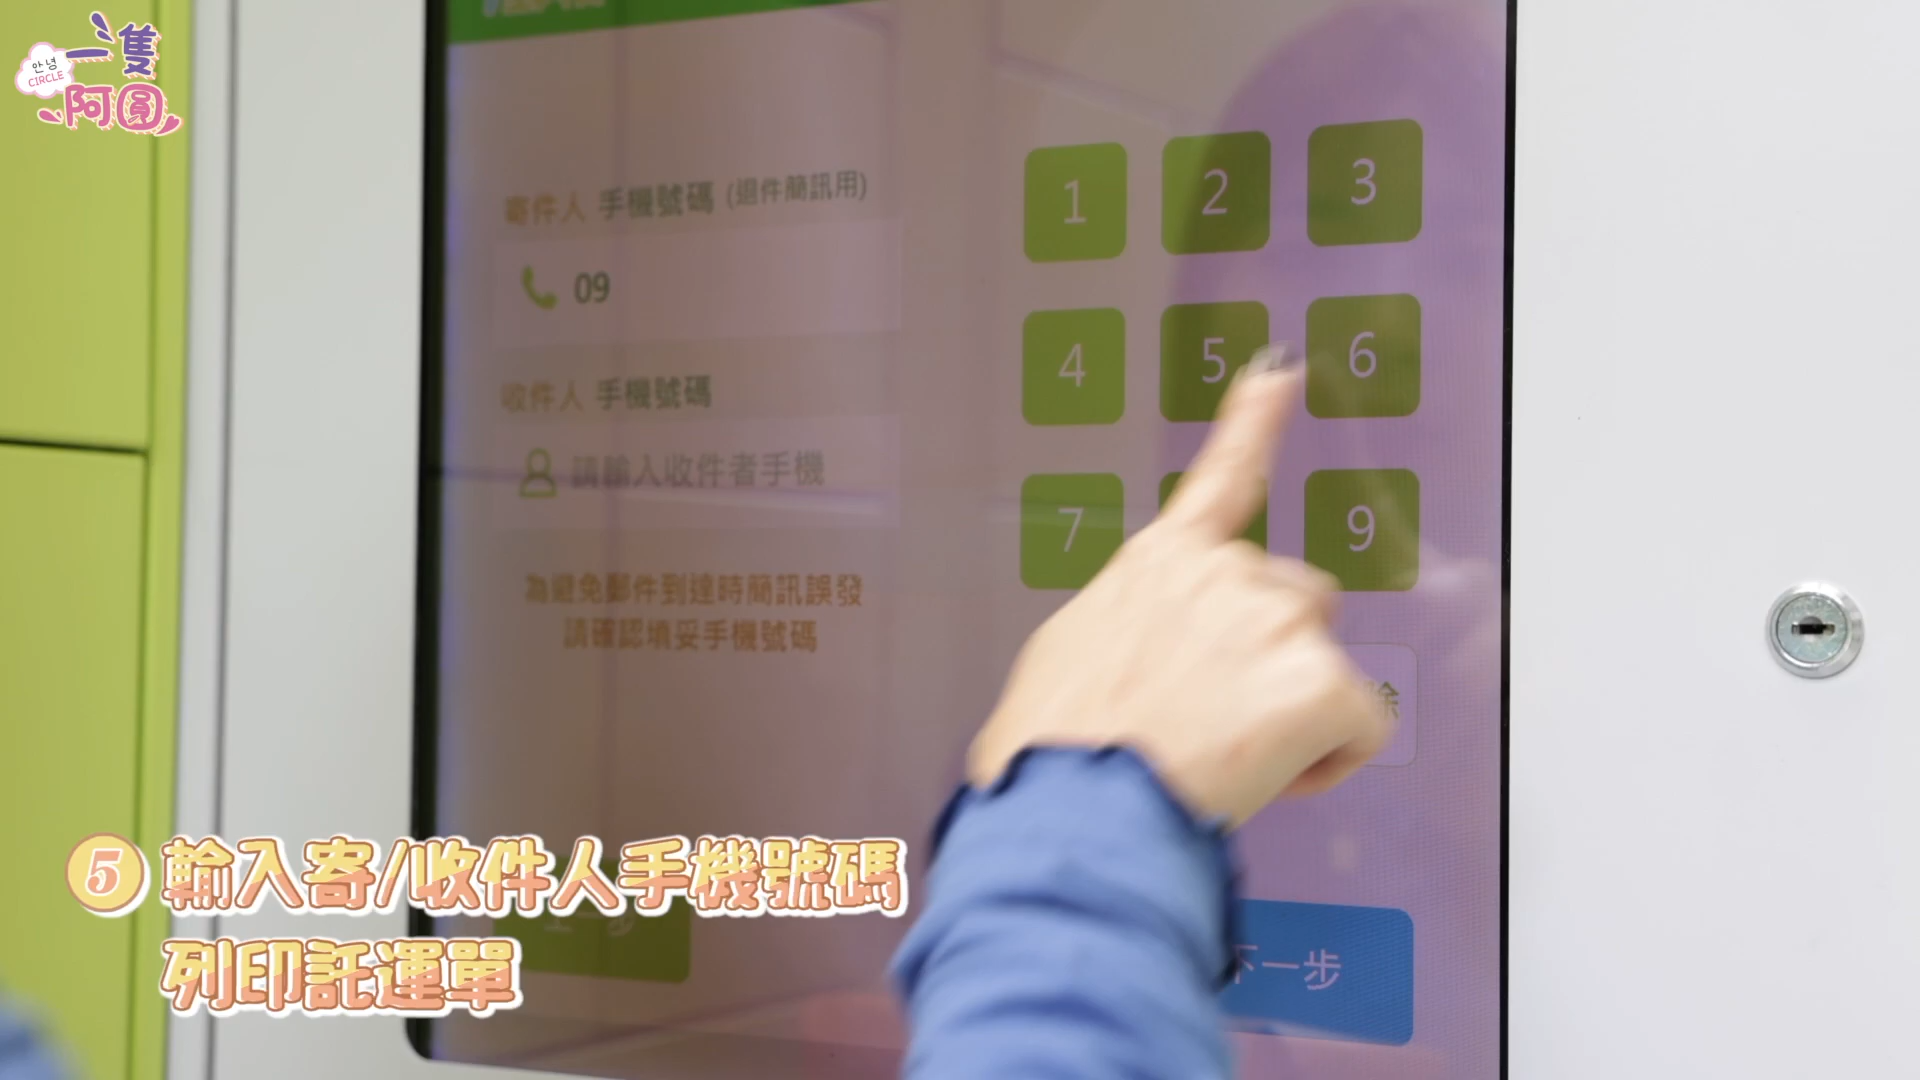 一隻
안녕
CIRCLE
阿圓
寄件人 手機號碼 (退件簡訊用)
09
收件人 手機號碼
請輸入收件者手機
為避免郵件到達時簡訊誤發
請確認填妥手機號碼
1 2 3
4 5 6
7 9
除
下一步
5 輸入寄/收件人手機號碼
列印託運單